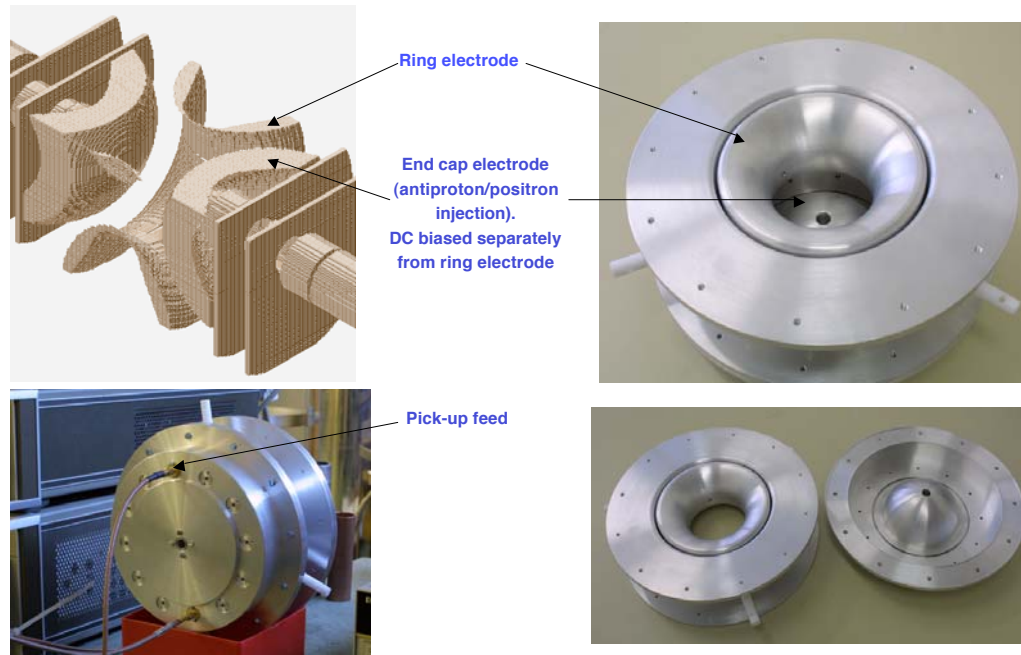 Ring electrode
End cap electrode
(antiproton/positron
injection).
DC biased separately
from ring electrode
Pick-up feed